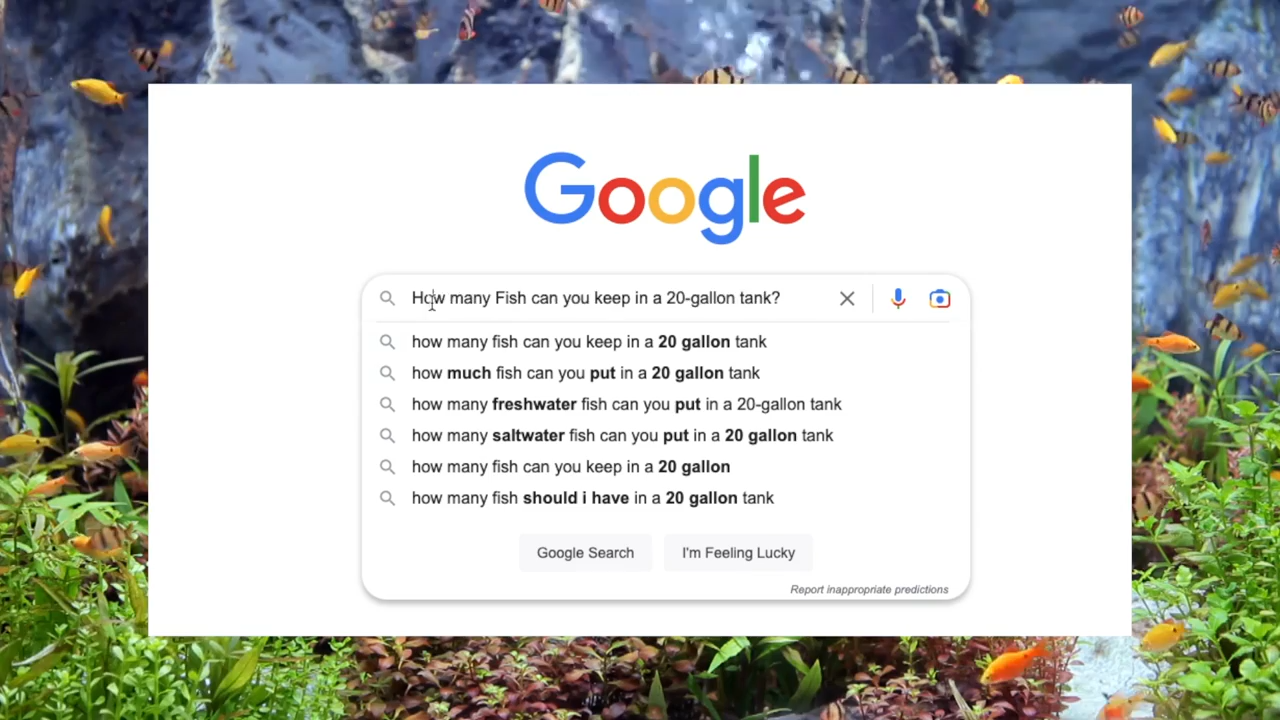 Google
How many Fish can you keep in a 20-gallon tank?
how many fish can you keep in a 20 gallon tank
how much fish can you put in a 20 gallon tank
how many freshwater fish can you put in a 20-gallon tank
how many saltwater fish can you put in a 20 gallon tank
how many fish can you keep in a 20 gallon
how many fish should i have in a 20 gallon tank
Google Search I'm Feeling Lucky
Report inappropriate predictions